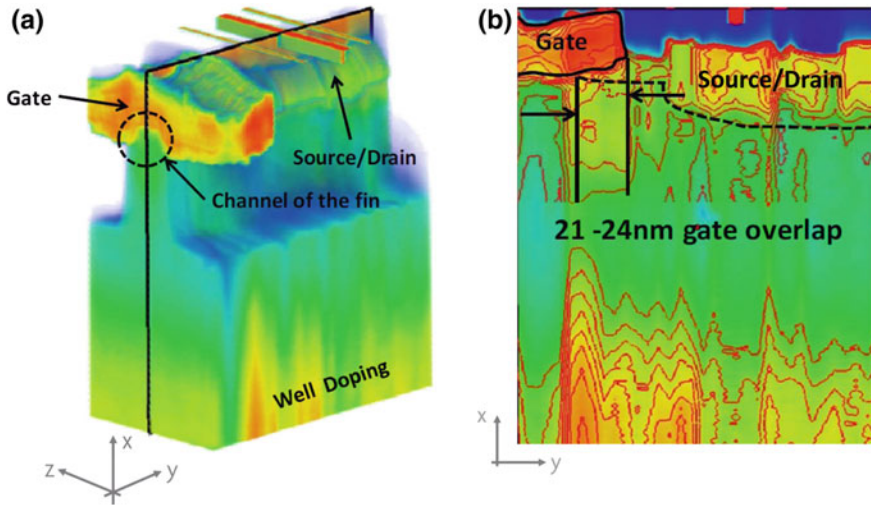 (a)
Gate
Source/Drain
Channel of the fin
Well Doping
x
z
y
(b)
Gate
Source/Drain
21 -24nm gate overlap
x
y